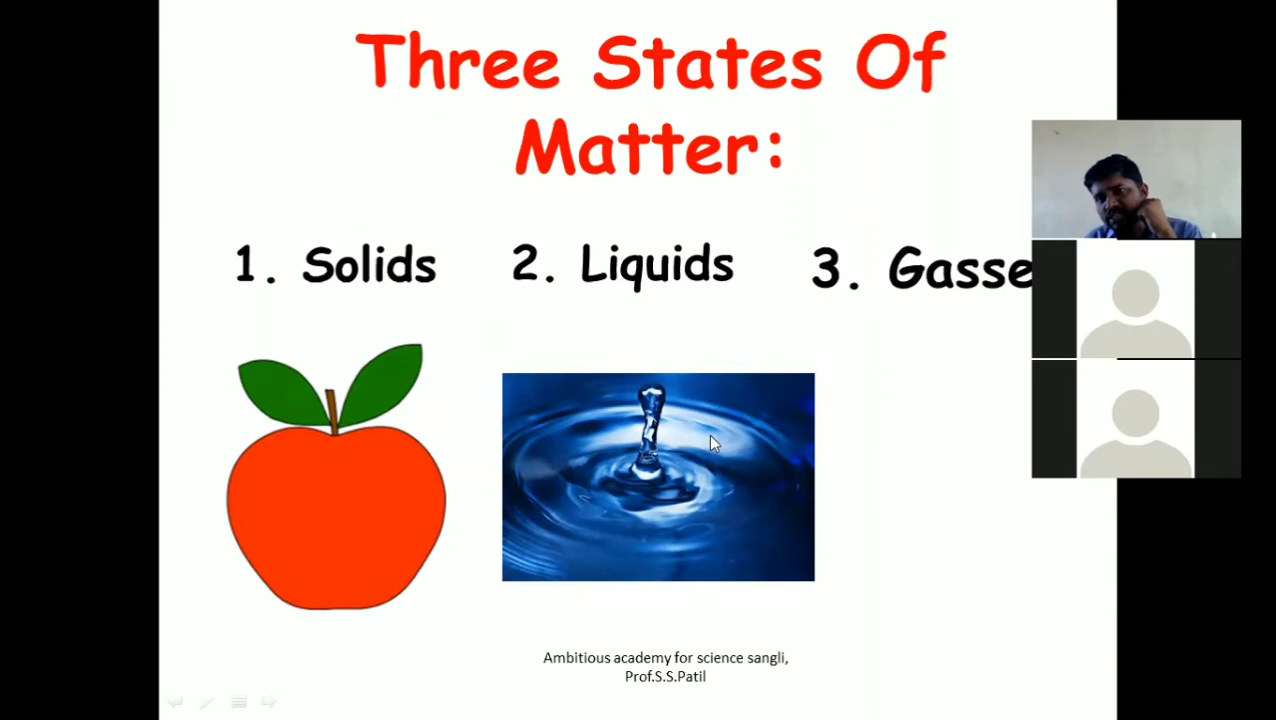 Three States Of
Matter:
1. Solids 2. Liquids 3. Gasse
Ambitious academy for science sangli,
Prof.S.S.Patil